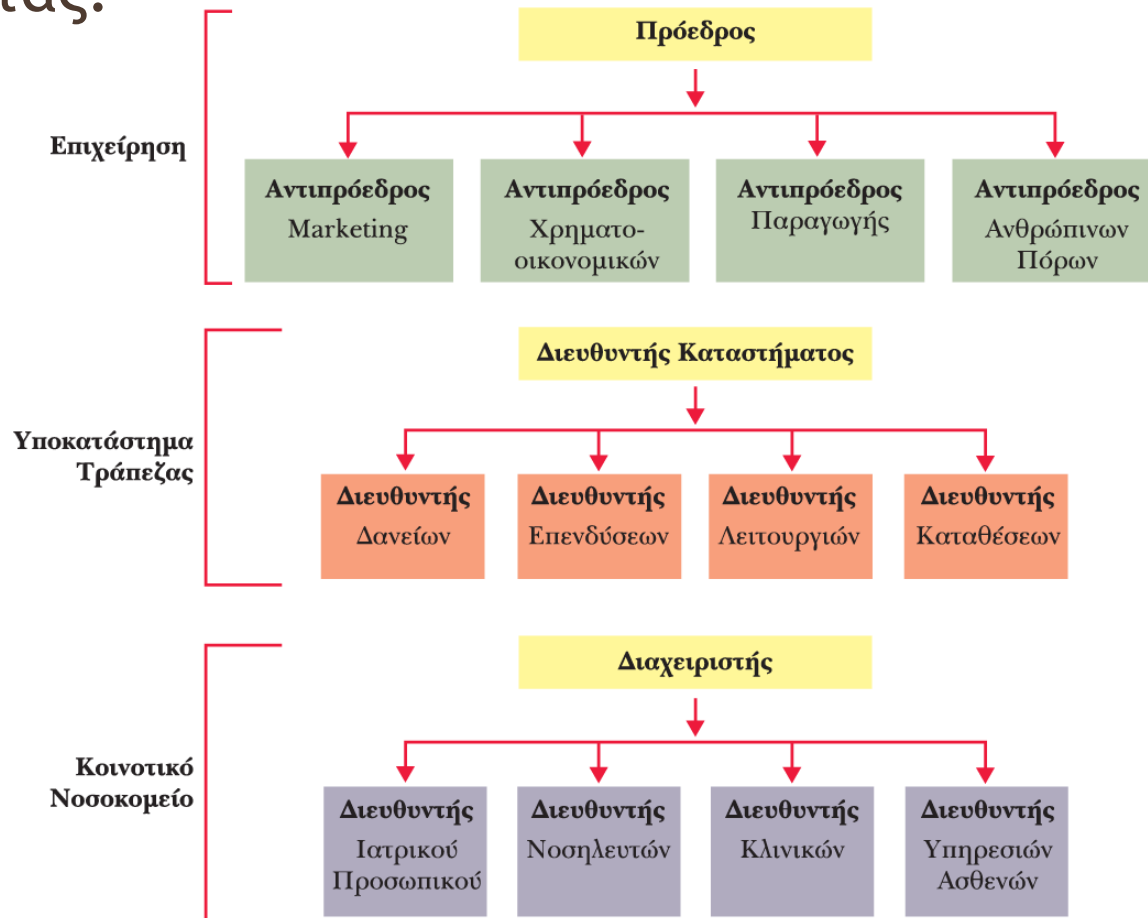 Πρόεδρος
Επιχείρηση
Αντιπρόεδρος
Marketing
Αντιπρόεδρος
Χρηματο-
οικονομικών
Αντιπρόεδρος
Παραγωγής
Αντιπρόεδρος
Ανθρώπινων
Πόρων
Διευθυντής Καταστήματος
Υποκατάστημα
Τράπεζας
Διευθυντής
Δανείων
Διευθυντής
Επενδύσεων
Διευθυντής
Λειτουργιών
Διευθυντής
Καταθέσεων
Διαχειριστής
Κοινοτικό
Νοσοκομείο
Διευθυντής
Ιατρικού
Προσωπικού
Διευθυντής
Νοσηλευτών
Διευθυντής
Κλινικών
Διευθυντής
Υπηρεσιών
Ασθενών